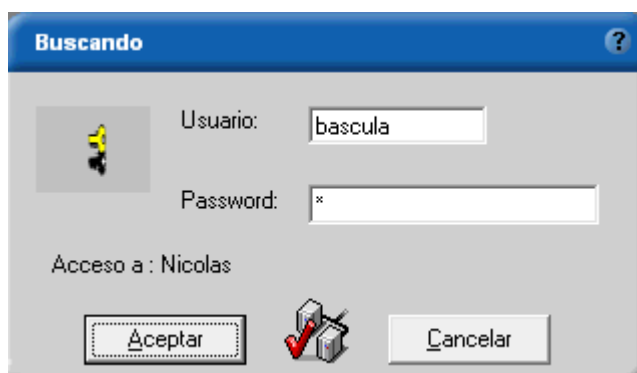 Buscando ?
Usuario: bascula
Password: *
Acceso a : Nicolas
Aceptar Cancelar